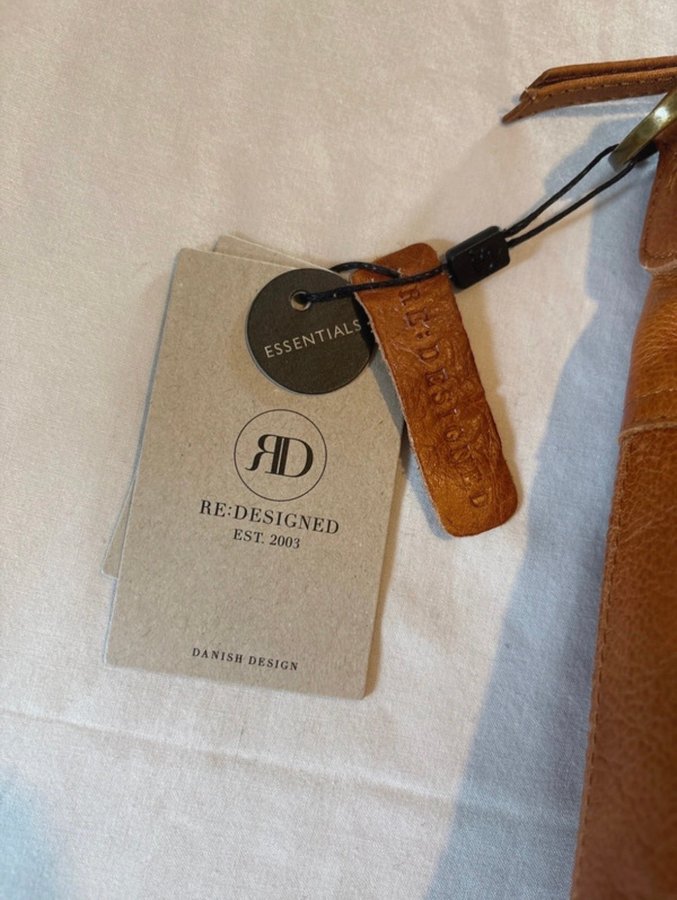 ESSENTIALS
RE:DESIGNED
RD
RE:DESIGNED
EST. 2003
DANISH DESIGN